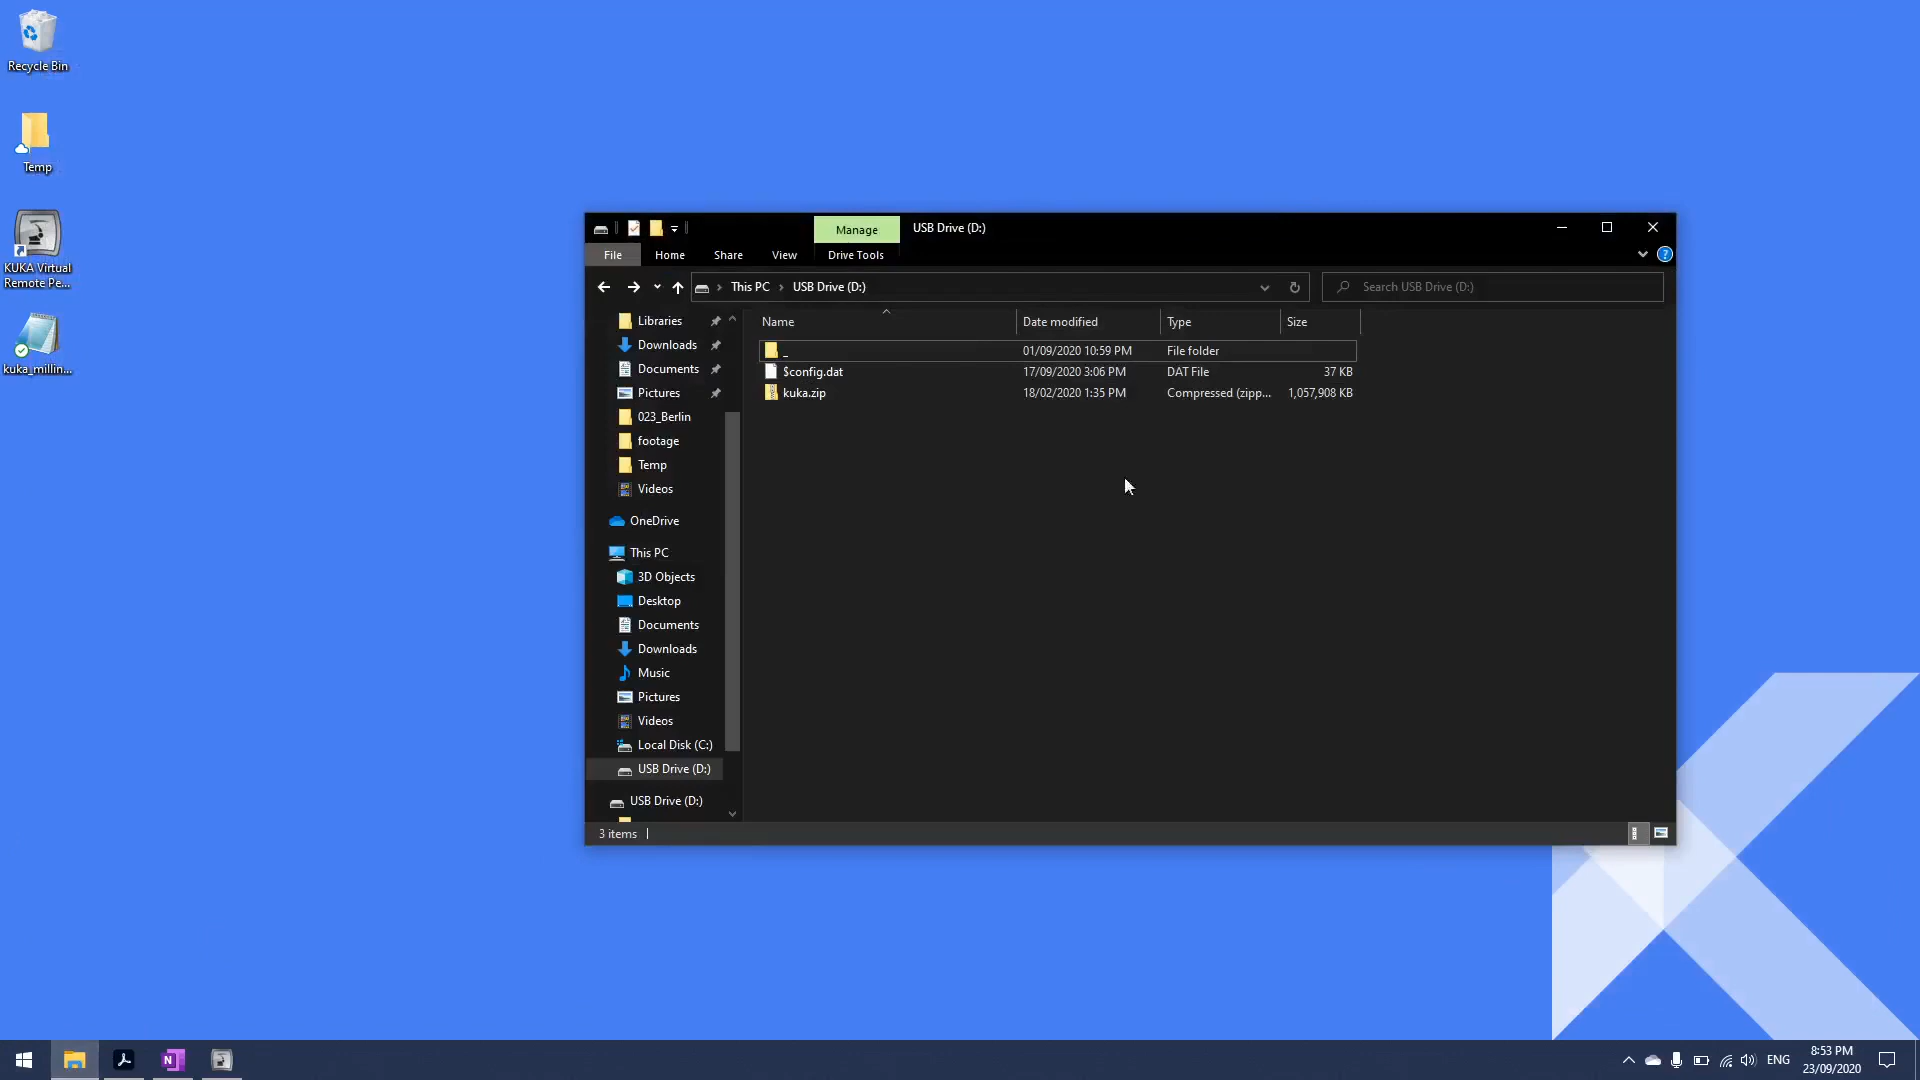 Recycle Bin
Temp
KUKA Virtual
Remote Pe...
kuka_millin...
Manage
USB Drive (D:)
File
Home
Share
View
Drive Tools
This PC
USB Drive (D:)
Search USB Drive (D:)
Libraries
Downloads
Documents
Pictures
023_Berlin
footage
Temp
Videos
OneDrive
This PC
3D Objects
Desktop
Documents
Downloads
Music
Pictures
Videos
Local Disk (C:)
USB Drive (D:)
USB Drive (D:)
Name Date modified Type Size
_ 01/09/2020 10:59 PM File folder
$config.dat 17/09/2020 3:06 PM DAT File 37 KB
kuka.zip 18/02/2020 1:35 PM Compressed (zipp... 1,057,908 KB
3 items
ENG
8:53 PM
23/09/2020